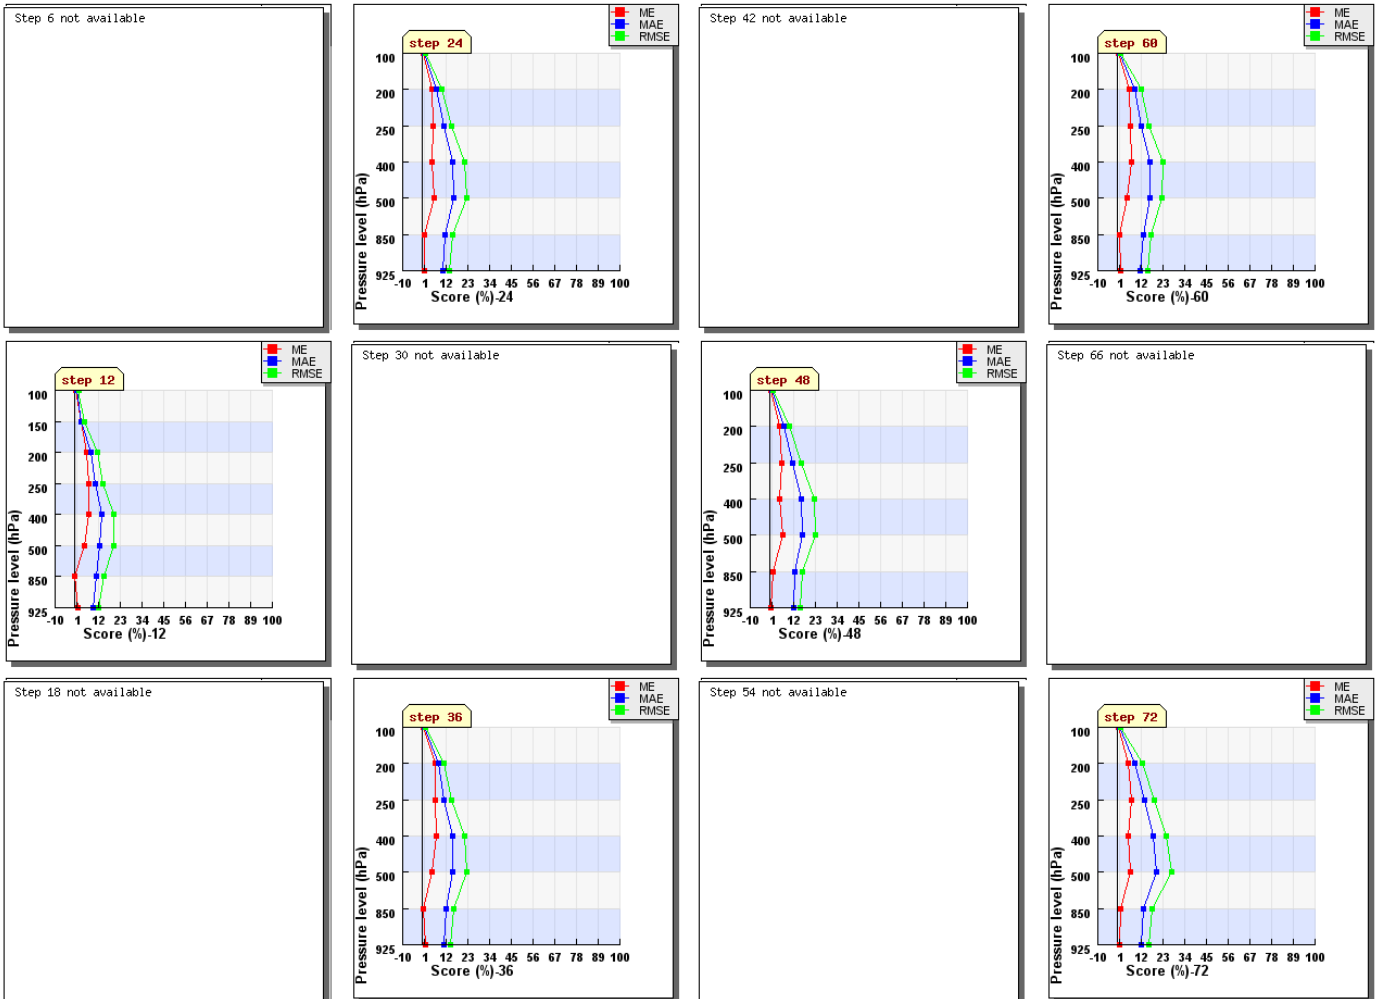 Step 6 not available
ME
MAE
RMSE
step 24
100
200
250
400
500
850
925
-10 1 12 23 34 45 56 67 78 89 100
Pressure level (hPa)
Score (%)-24
Step 42 not available
ME
MAE
RMSE
step 60
100
200
250
400
500
850
925
-10 1 12 23 34 45 56 67 78 89 100
Pressure level (hPa)
Score (%)-60
ME
MAE
RMSE
step 12
100
150
200
250
400
500
850
925
-10 1 12 23 34 45 56 67 78 89 100
Pressure level (hPa)
Score (%)-12
Step 30 not available
ME
MAE
RMSE
step 48
100
200
250
400
500
850
925
-10 1 12 23 34 45 56 67 78 89 100
Pressure level (hPa)
Score (%)-48
Step 66 not available
Step 18 not available
ME
MAE
RMSE
step 36
100
200
250
400
500
850
925
-10 1 12 23 34 45 56 67 78 89 100
Pressure level (hPa)
Score (%)-36
Step 54 not available
ME
MAE
RMSE
step 72
100
200
250
400
500
850
925
-10 1 12 23 34 45 56 67 78 89 100
Pressure level (hPa)
Score (%)-72